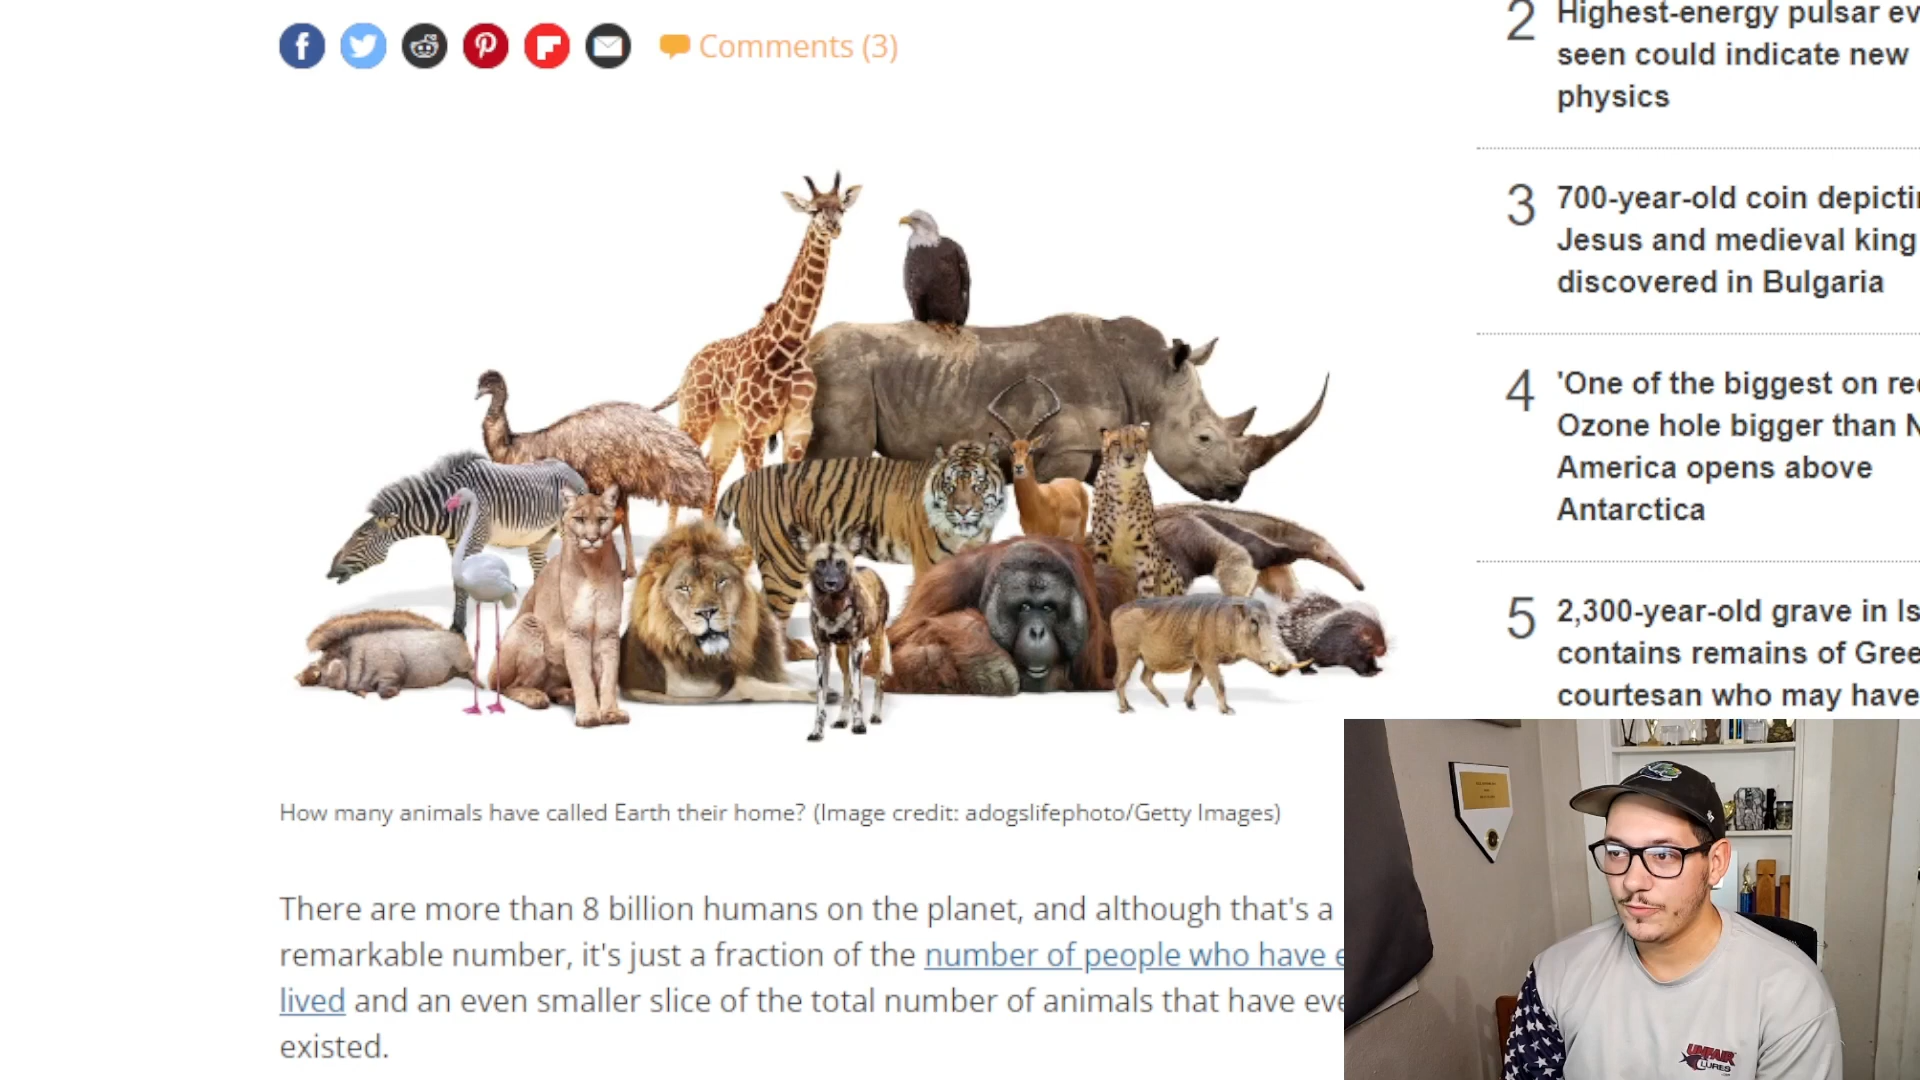 Comments (3)
2
Highest-energy pulsar ev
seen could indicate new
physics
3
700-year-old coin depictin
Jesus and medieval king
discovered in Bulgaria
4
'One of the biggest on rec
Ozone hole bigger than N
America opens above
Antarctica
5
2,300-year-old grave in Is
contains remains of Gree
courtesan who may have
How many animals have called Earth their home? (Image credit: adogslifephoto/Getty Images)
There are more than 8 billion humans on the planet, and although that's a
remarkable number, it's just a fraction of the number of people who have e
lived and an even smaller slice of the total number of animals that have eve
existed.
UNFAIR
LURES